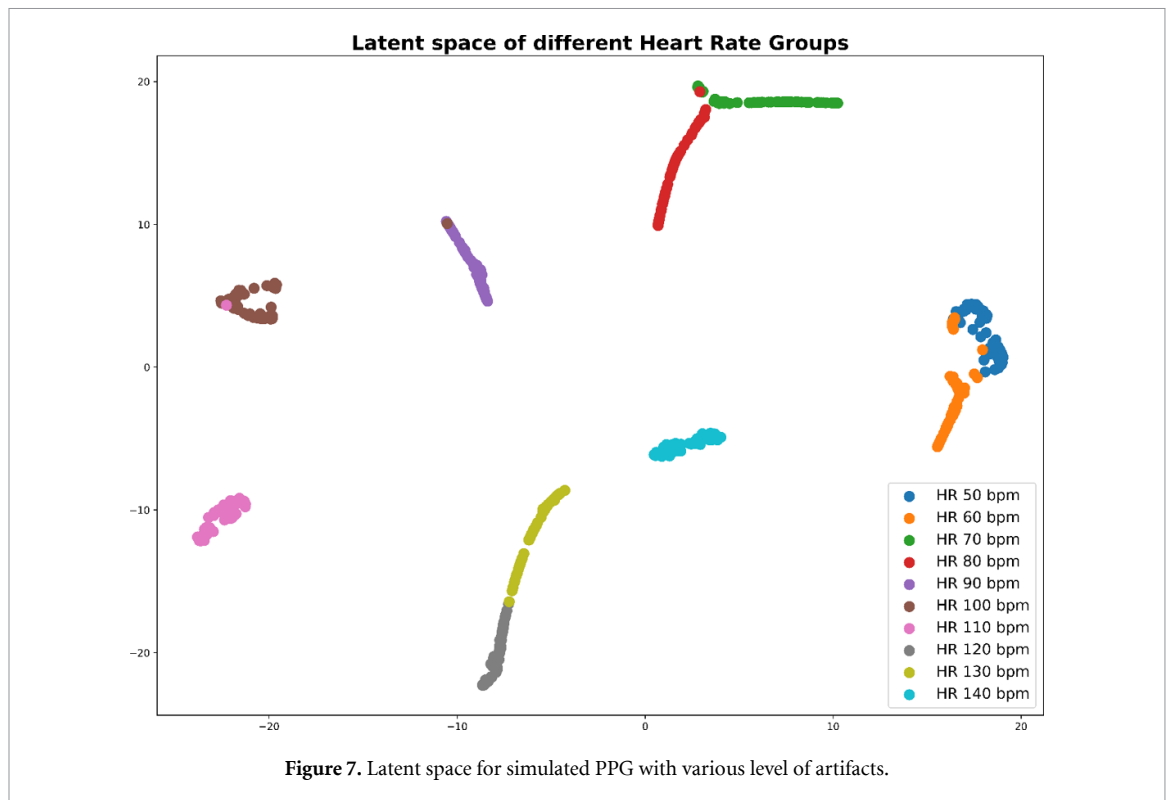 Latent space of different Heart Rate Groups
20
10
0
−10
−20
−20
−10
0
10
20
HR 50 bpm
HR 60 bpm
HR 70 bpm
HR 80 bpm
HR 90 bpm
HR 100 bpm
HR 110 bpm
HR 120 bpm
HR 130 bpm
HR 140 bpm
Figure 7. Latent space for simulated PPG with various level of artifacts.